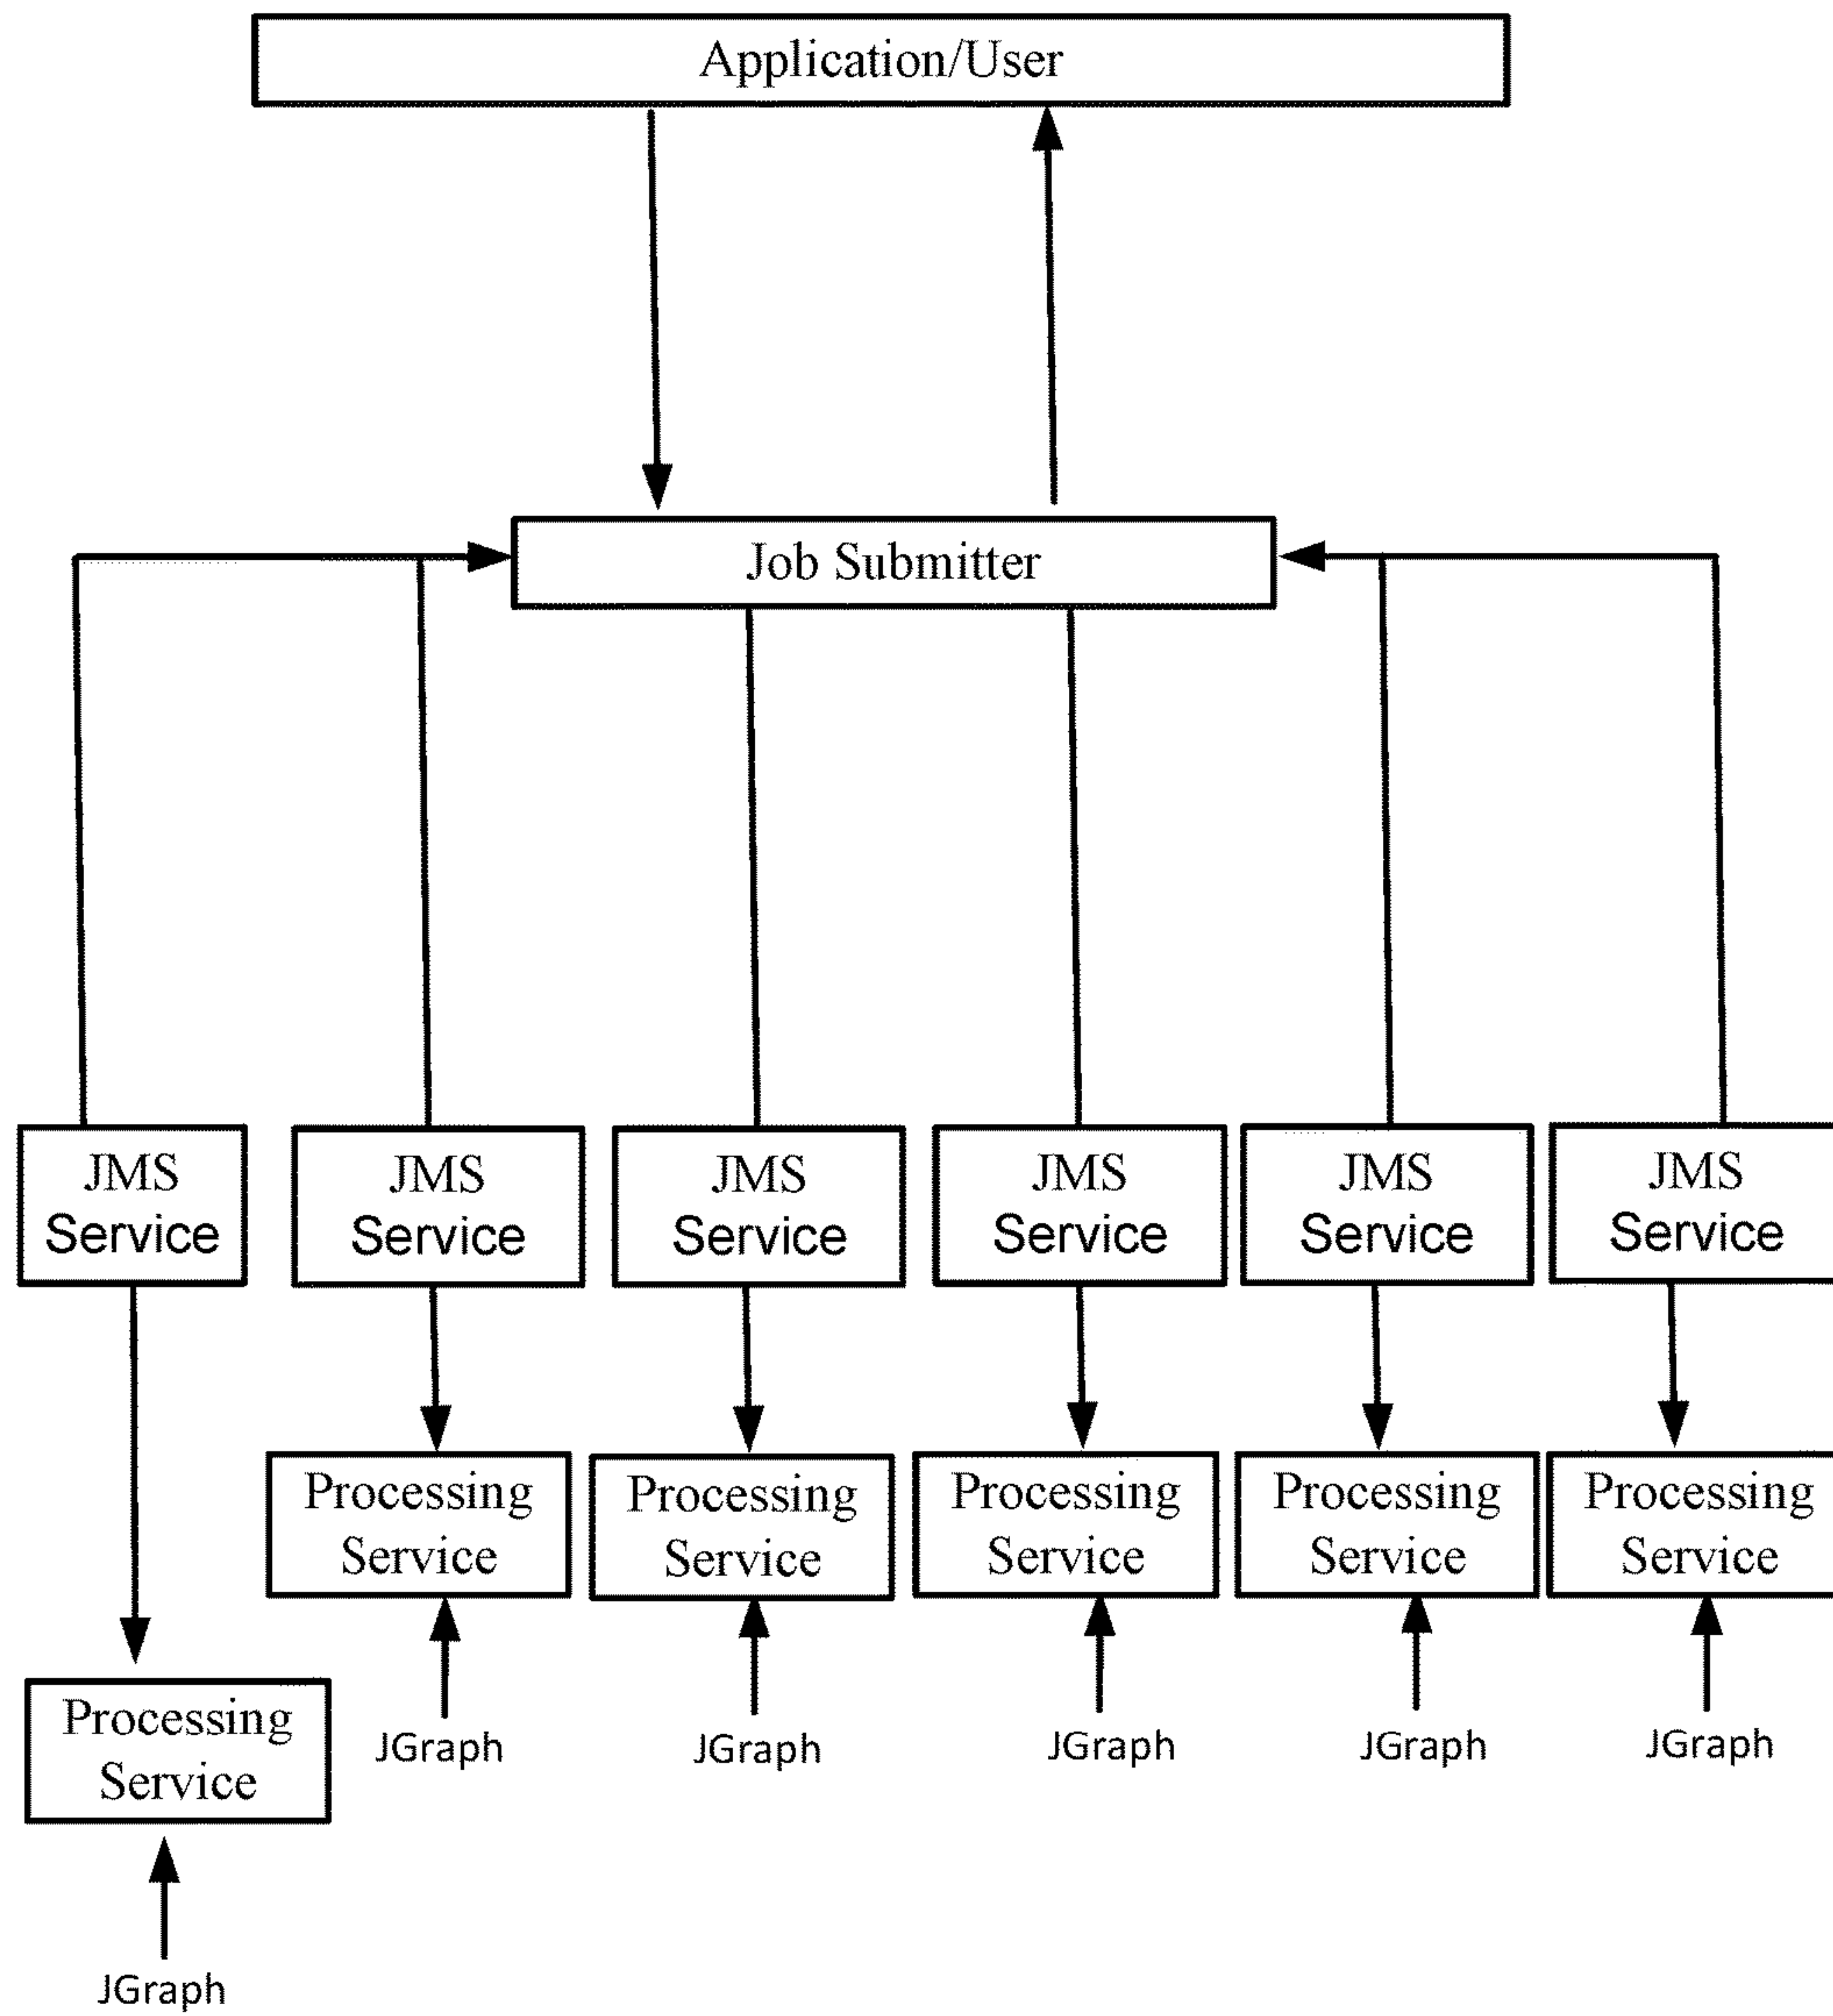 Application/User
Job Submitter
JMS
Service
JMS
Service
JMS
Service
JMS
Service
JMS
Service
JMS
Service
Processing
Service
Processing
Service
Processing
Service
Processing
Service
Processing
Service
Processing
Service
JGraph
JGraph
JGraph
JGraph
JGraph
JGraph